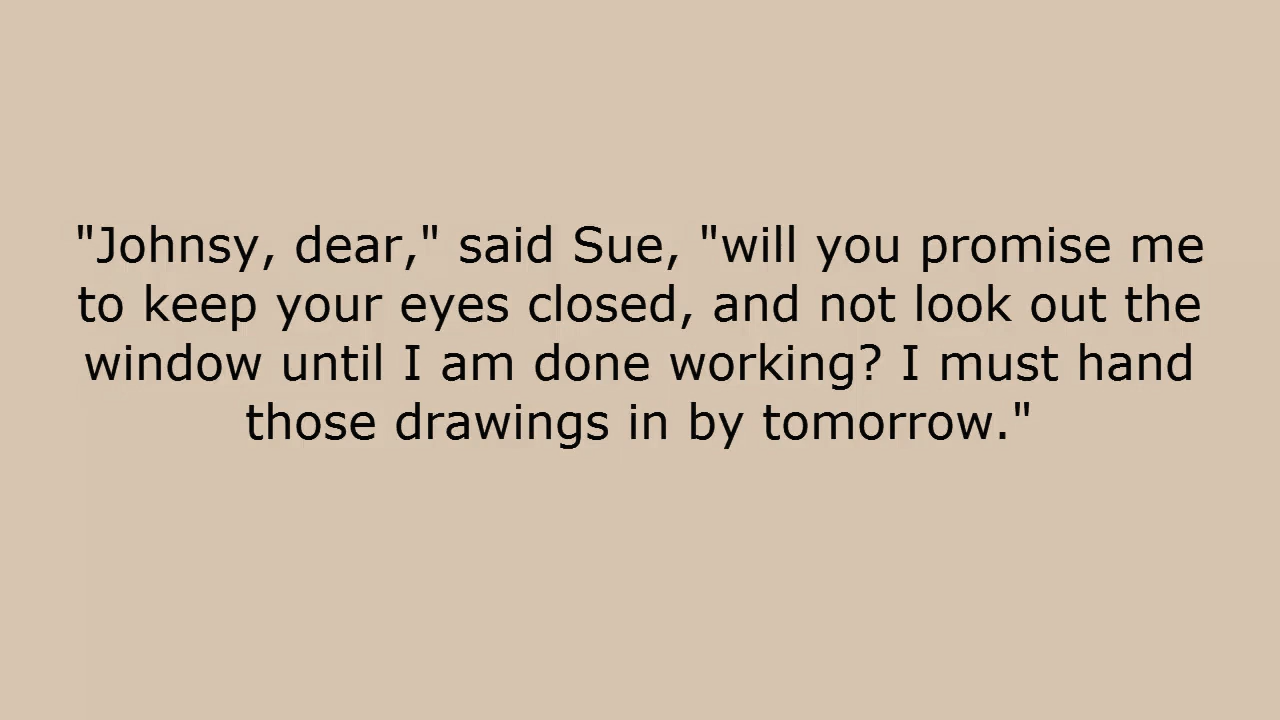 "Johnsy, dear," said Sue, "will you promise me
to keep your eyes closed, and not look out the
window until I am done working? I must hand
those drawings in by tomorrow."